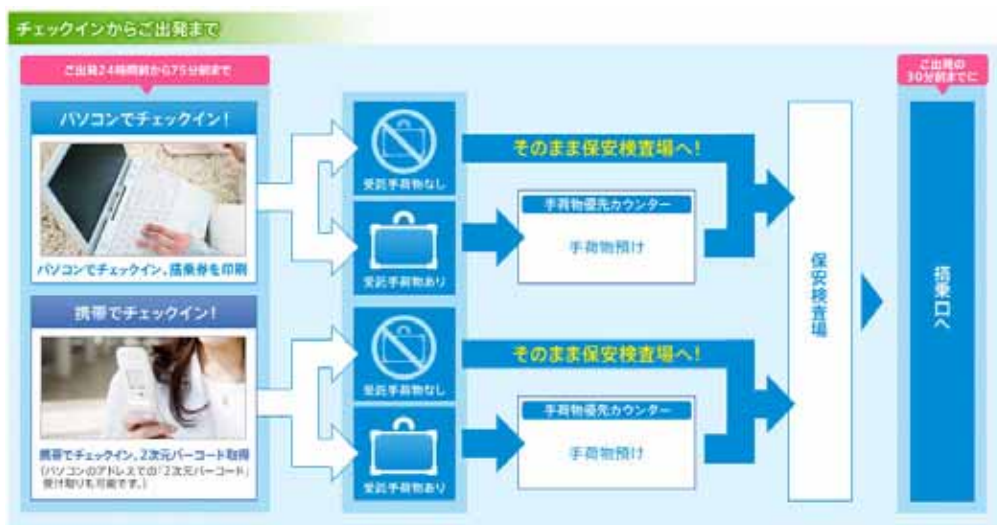 チェックインからご出発まで
ご出発24時間前から75分前まで
ご出発の
30分前までに
パソコンでチェックイン!
パソコンでチェックイン、搭乗券を印刷
携帯でチェックイン!
携帯でチェックイン、2次元バーコード取得
(パソコンのアドレスでの「2次元バーコード」
受け取りも可能です。)
受託手荷物なし
受託手荷物あり
そのまま保安検査場へ!
手荷物優先カウンター
手荷物預け
受託手荷物なし
受託手荷物あり
そのまま保安検査場へ!
手荷物優先カウンター
手荷物預け
保安検査場
搭乗口へ